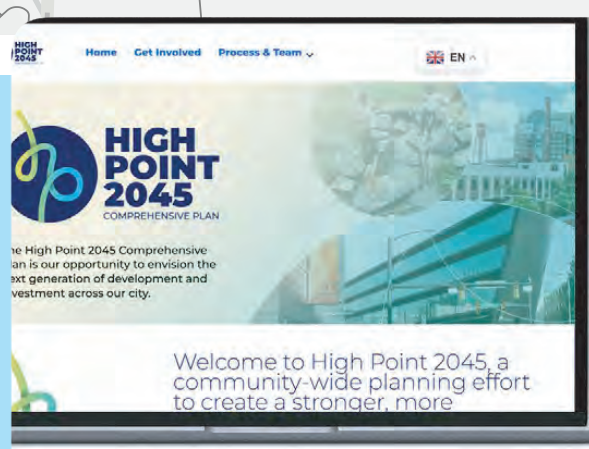 HIGH
POINT
2045
Home Get Involved Process & Team
EN
HIGH
POINT
2045
COMPREHENSIVE PLAN
he High Point 2045 Comprehensive
lan is our opportunity to envision the
ext generation of development and
vestment across our city.
Welcome to High Point 2045, a
community-wide planning effort
to create a stronger, more